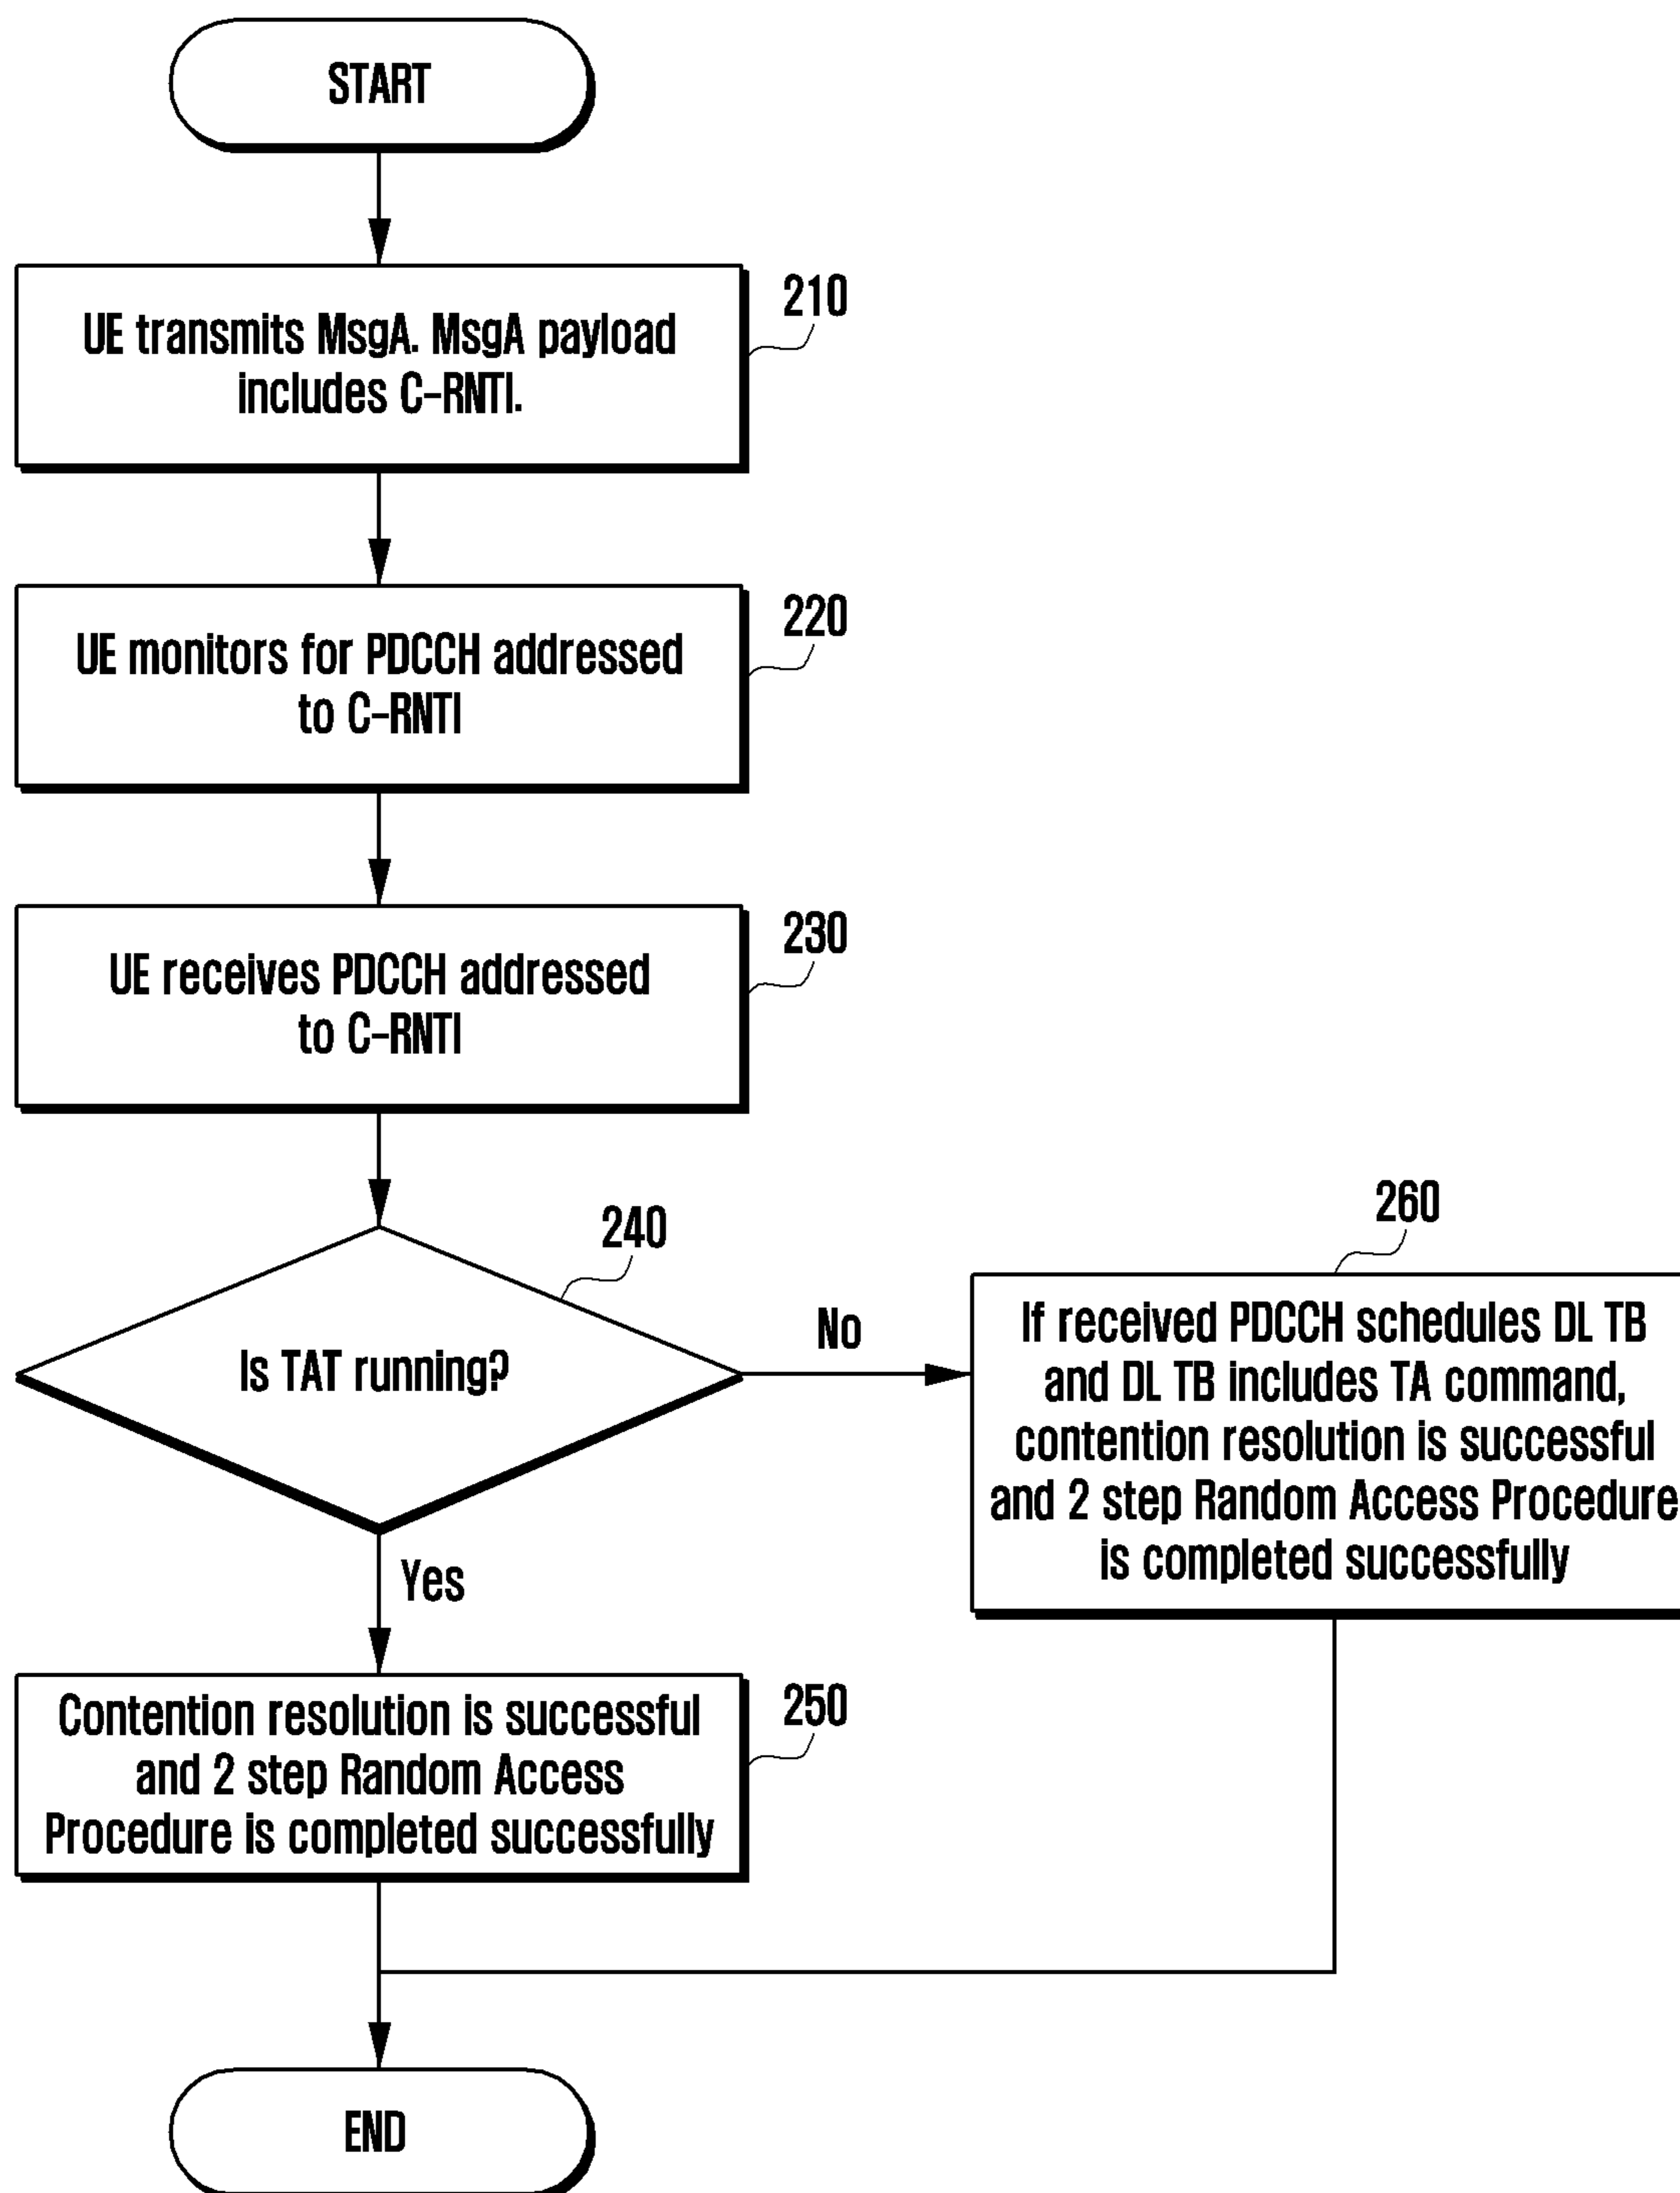 START
UE transmits MsgA. MsgA payload
includes C-RNTI.
210
UE monitors for PDCCH addressed
to C-RNTI
220
UE receives PDCCH addressed
to C-RNTI
230
Is TAT running?
240
No
260
If received PDCCH schedules DL TB
and DL TB includes TA command,
contention resolution is successful
and 2 step Random Access Procedure
is completed successfully
Yes
Contention resolution is successful
and 2 step Random Access
Procedure is completed successfully
250
END